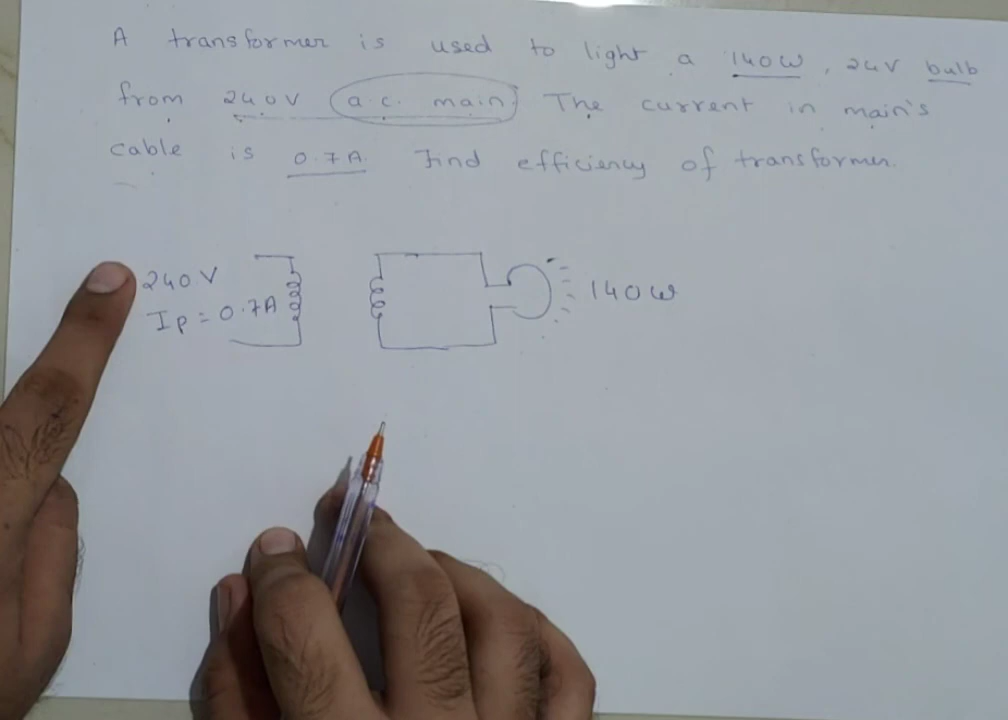 A transformer is used to light a 140W, 24V bulb
from 240V a.c. main. The current in main's
cable is 0.7A. Find efficiency of transformer.
240V
Ip = 0.7A
140W